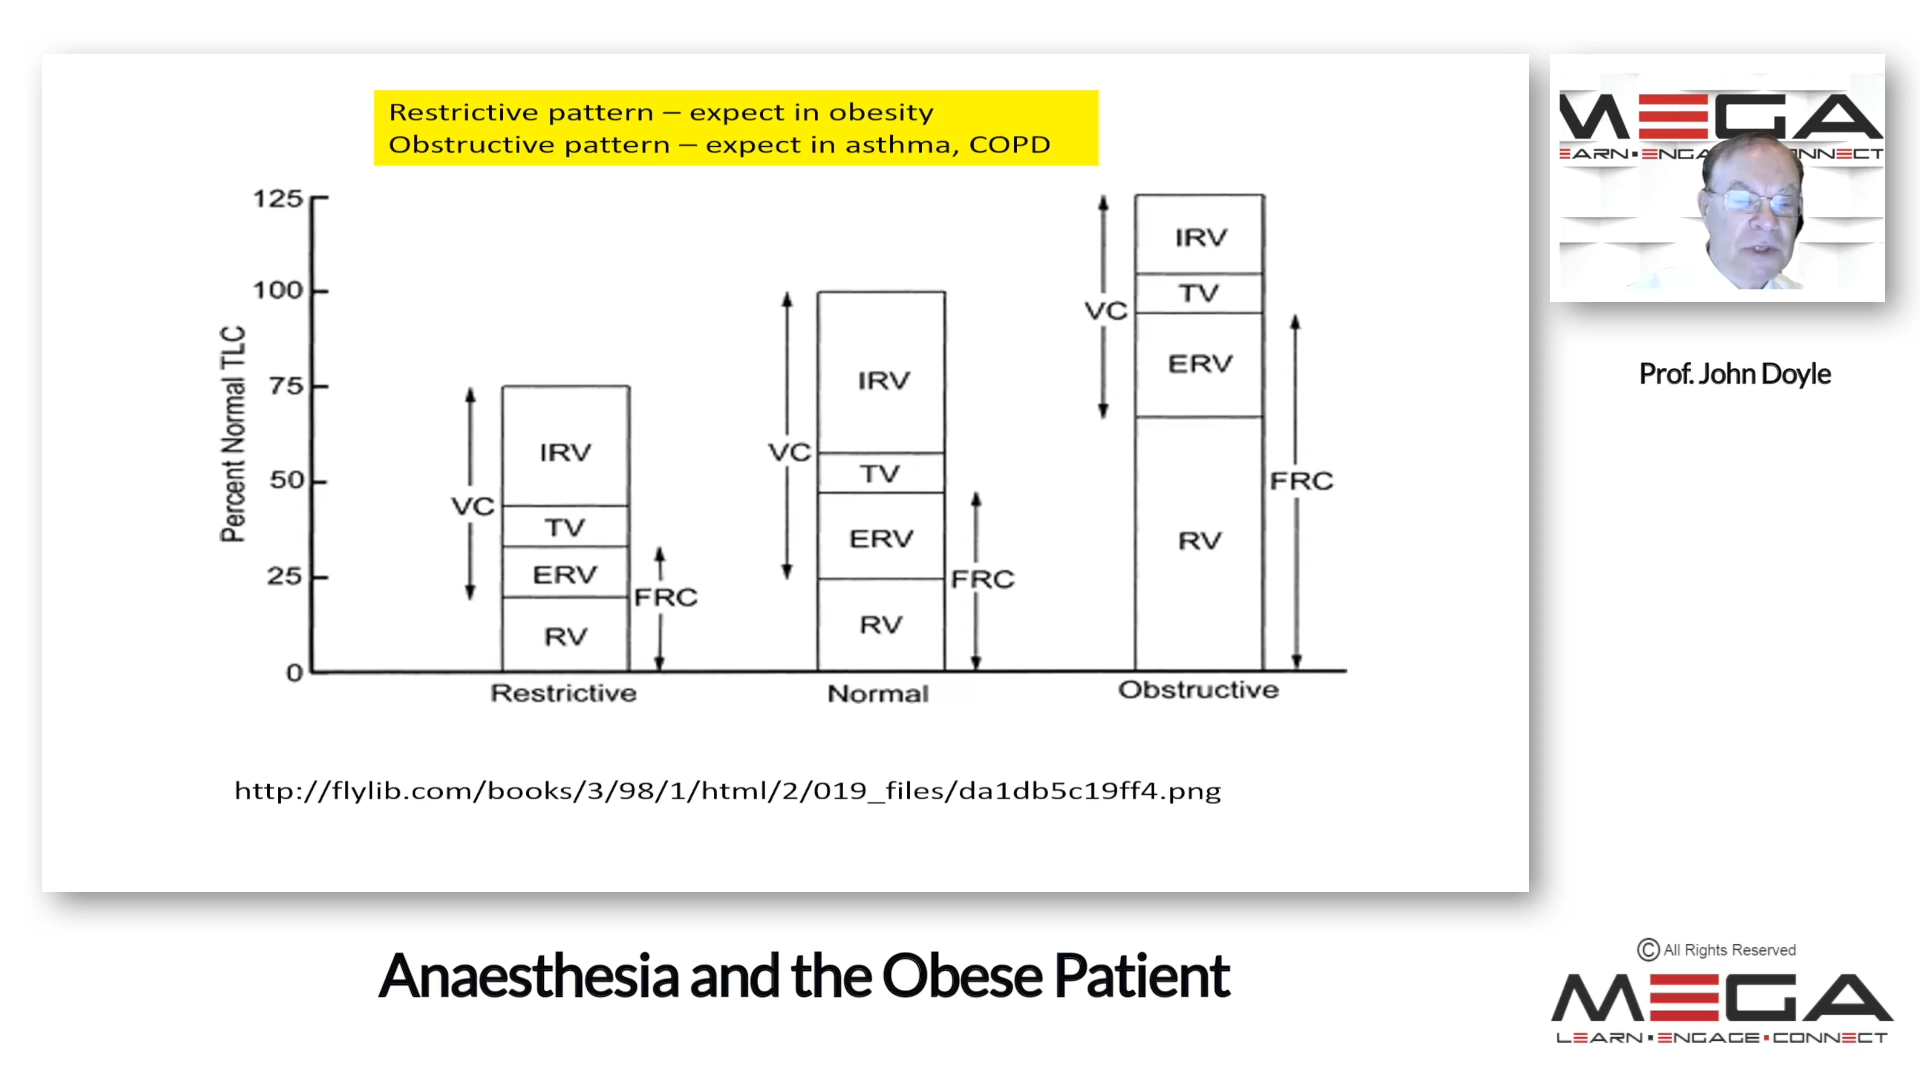 Restrictive pattern – expect in obesity
Obstructive pattern – expect in asthma, COPD
Percent Normal TLC
125
100
75
50
25
0
VC
IRV
TV
ERV
RV
FRC
Restrictive
VC
IRV
TV
ERV
RV
FRC
Normal
VC
IRV
TV
ERV
RV
FRC
Obstructive
http://flylib.com/books/3/98/1/html/2/019_files/da1db5c19ff4.png
MEGA
Prof. John Doyle
Anaesthesia and the Obese Patient
© All Rights Reserved
MEGA
LEARN▪ENGAGE▪CONNECT